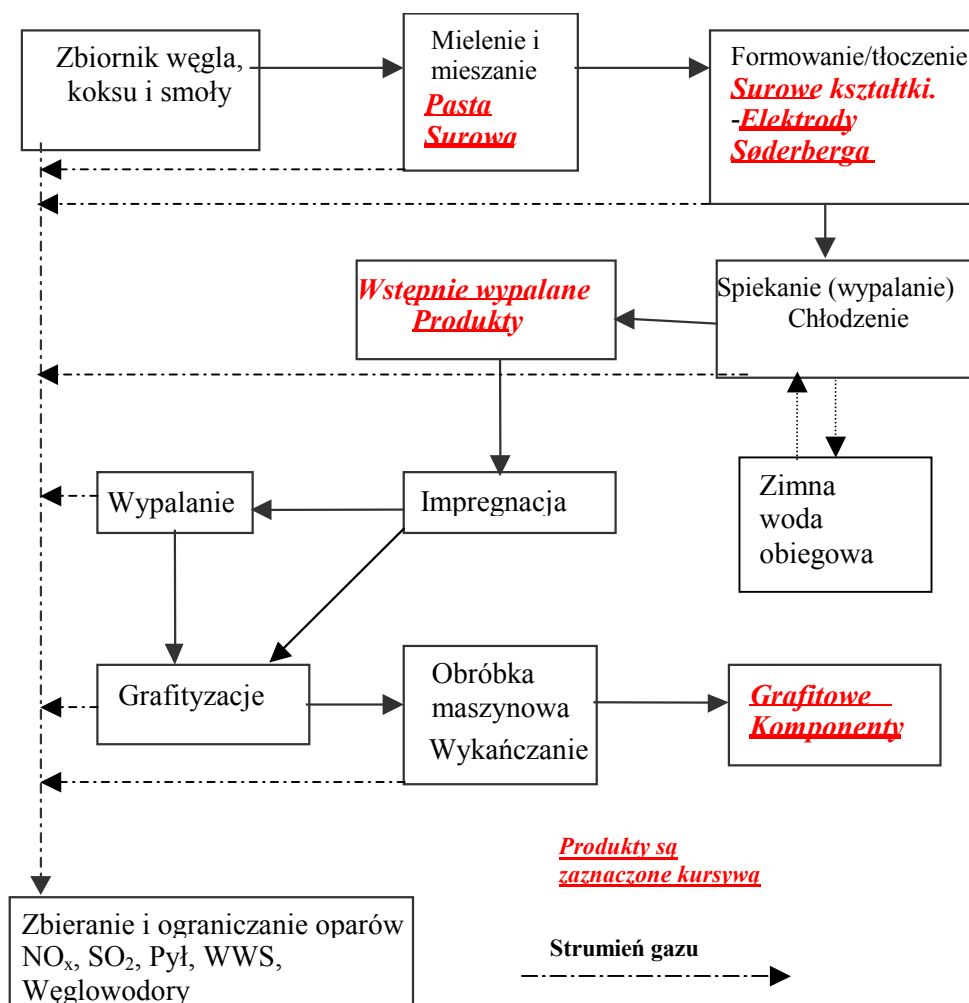 Zbiornik węgla,
koksu i smoły
Mielenie i
mieszanie
Pasta
Surowa
Formowanie/tłoczenie
Surowe kształtki.
-Elektrody
Søderberga
Wstępnie wypalane
Produkty
Spiekanie (wypalanie)
Chłodzenie
Wypalanie
Impregnacja
Zimna
woda
obiegowa
Grafityzacje
Obróbka
maszynowa
Wykańczanie
Grafitowe
Komponenty
Produkty są
zaznaczone kursywą
Zbieranie i ograniczanie oparów
NOx, SO2, Pył, WWS,
Węglowodory
Strumień gazu